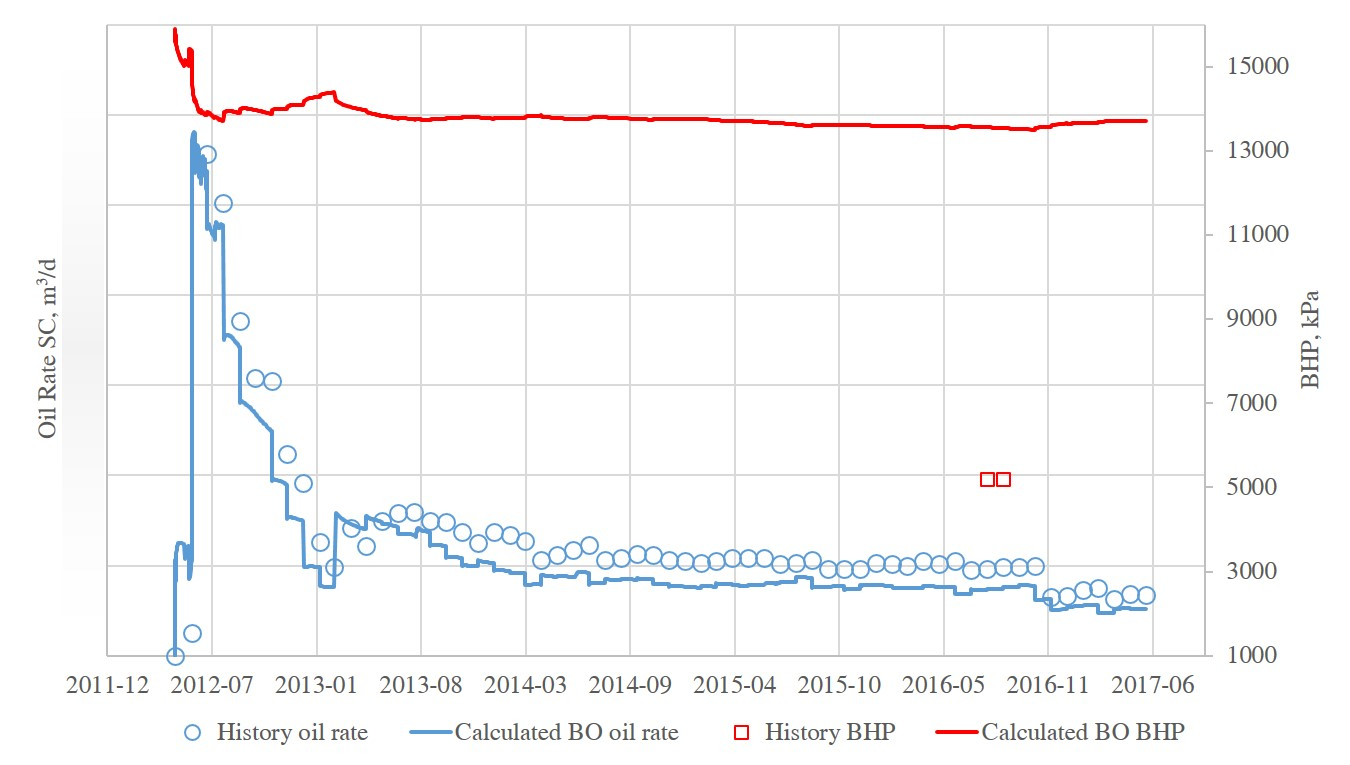 Oil Rate SC, m³/d
15000
13000
11000
9000
7000
5000
3000
1000
BHP, kPa
2011-12 2012-07 2013-01 2013-08 2014-03 2014-09 2015-04 2015-10 2016-05 2016-11 2017-06
History oil rate Calculated BO oil rate History BHP Calculated BO BHP